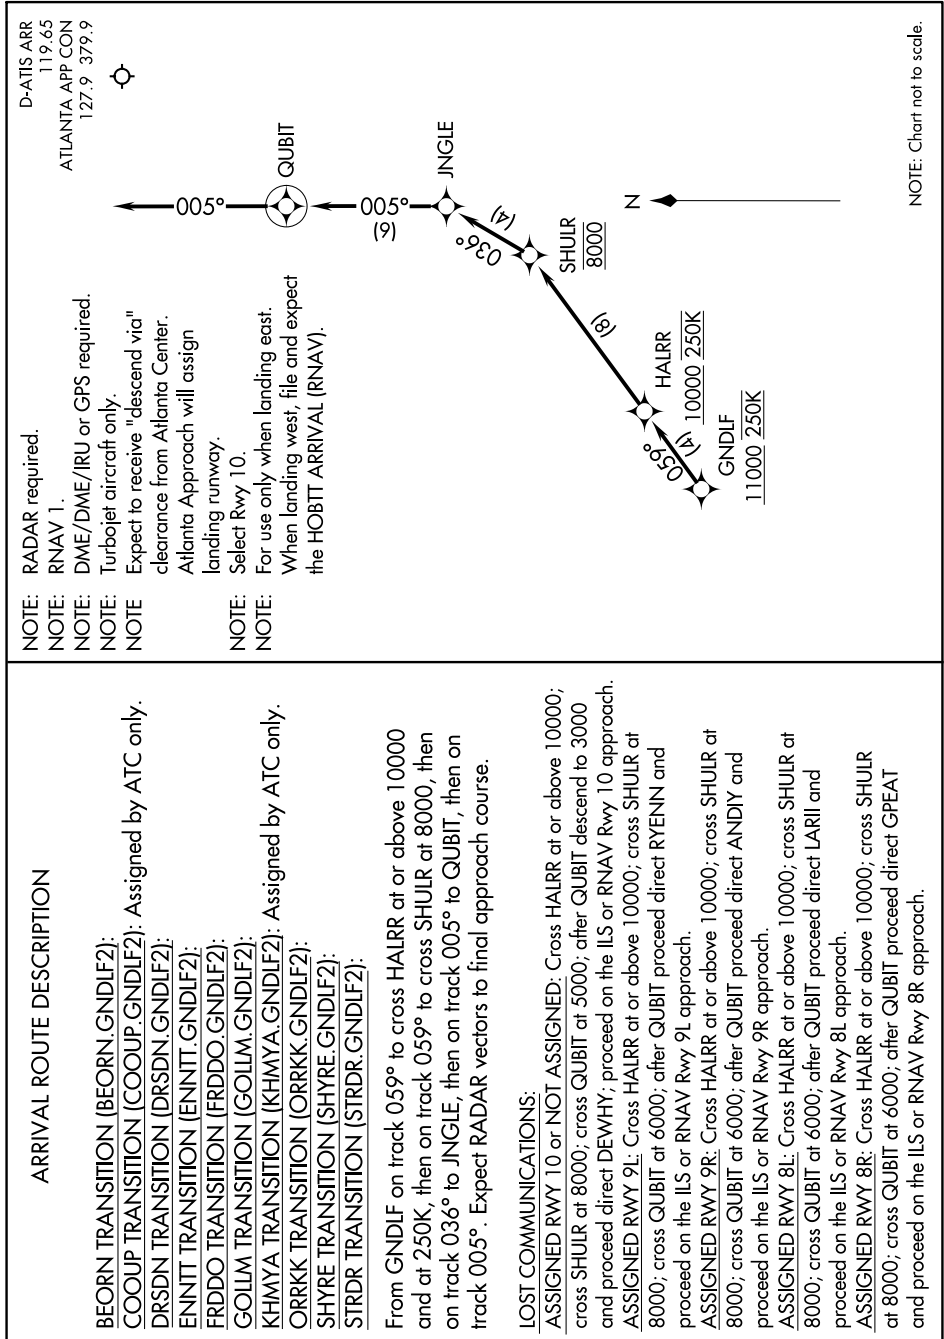 ARRIVAL ROUTE DESCRIPTION
BEORN TRANSITION (BEORN.GNDLF2):
COOUP TRANSITION (COOUP.GNDLF2): Assigned by ATC only.
DRSDN TRANSITION (DRSDN.GNDLF2):
ENNTT TRANSITION (ENNTT.GNDLF2):
FRDDO TRANSITION (FRDDO.GNDLF2):
GOLLM TRANSITION (GOLLM.GNDLF2):
KHMYA TRANSITION (KHMYA.GNDLF2): Assigned by ATC only.
ORRKK TRANSITION (ORRKK.GNDLF2):
SHYRE TRANSITION (SHYRE.GNDLF2):
STRDR TRANSITION (STRDR.GNDLF2):
From GNDLF on track 059° to cross HALRR at or above 10000
and at 250K, then on track 059° to cross SHULR at 8000, then
on track 036° to JNGLE, then on track 005° to QUBIT, then on
track 005°. Expect RADAR vectors to final approach course.
LOST COMMUNICATIONS:
ASSIGNED RWY 10 or NOT ASSIGNED: Cross HALRR at or above 10000;
cross SHULR at 8000; cross QUBIT at 5000; after QUBIT descend to 3000
and proceed direct DEWHY; proceed on the ILS or RNAV Rwy 10 approach.
ASSIGNED RWY 9L: Cross HALRR at or above 10000; cross SHULR at
8000; cross QUBIT at 6000; after QUBIT proceed direct RYENN and
proceed on the ILS or RNAV Rwy 9L approach.
ASSIGNED RWY 9R: Cross HALRR at or above 10000; cross SHULR at
8000; cross QUBIT at 6000; after QUBIT proceed direct ANDIY and
proceed on the ILS or RNAV Rwy 9R approach.
ASSIGNED RWY 8L: Cross HALRR at or above 10000; cross SHULR at
8000; cross QUBIT at 6000; after QUBIT proceed direct LARII and
proceed on the ILS or RNAV Rwy 8L approach.
ASSIGNED RWY 8R: Cross HALRR at or above 10000; cross SHULR
at 8000; cross QUBIT at 6000; after QUBIT proceed direct GPEAT
and proceed on the ILS or RNAV Rwy 8R approach.
NOTE: RADAR required.
NOTE: RNAV 1.
NOTE: DME/DME/IRU or GPS required.
NOTE: Turbojet aircraft only.
NOTE Expect to receive "descend via"
clearance from Atlanta Center.
Atlanta Approach will assign
landing runway.
NOTE: Select Rwy 10.
NOTE: For use only when landing east.
When landing west, file and expect
the HOBTT ARRIVAL (RNAV).
D-ATIS ARR
119.65
ATLANTA APP CON
127.9 379.9
005°
QUBIT
005°
(9)
JNGLE
036°
(4)
SHULR
8000
(8)
HALRR
10000 250K
059°
(4)
GNDLF
11000 250K
N
NOTE: Chart not to scale.